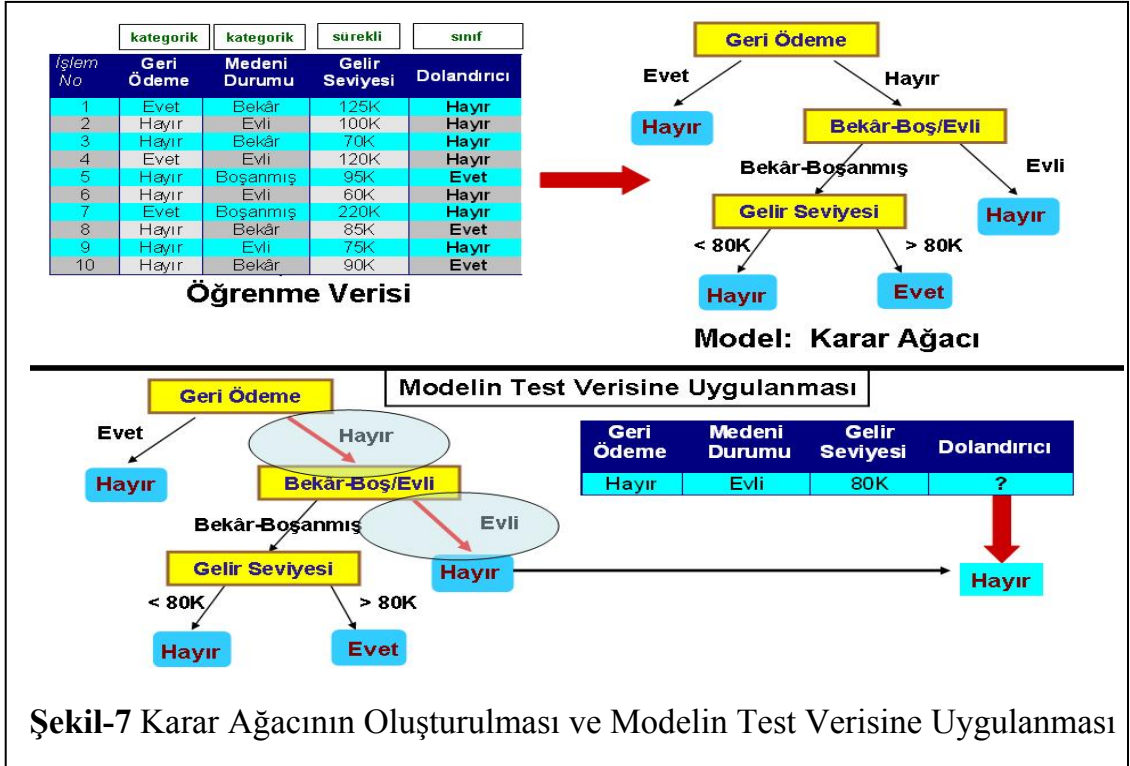 kategorik kategorik sürekli sınıf
İşlem No Geri Ödeme Medeni Durumu Gelir Seviyesi Dolandırıcı
1 Evet Bekâr 125K Hayır
2 Hayır Evli 100K Hayır
3 Hayır Bekâr 70K Hayır
4 Evet Evli 120K Hayır
5 Hayır Boşanmış 95K Evet
6 Hayır Evli 60K Hayır
7 Evet Boşanmış 220K Hayır
8 Hayır Bekâr 85K Evet
9 Hayır Evli 75K Hayır
10 Hayır Bekâr 90K Evet
Öğrenme Verisi
Geri Ödeme
Evet Hayır
Hayır Bekâr-Boş/Evli
Bekâr-Boşanmış Evli
Gelir Seviyesi Hayır
< 80K > 80K
Hayır Evet
Model: Karar Ağacı
Modelin Test Verisine Uygulanması
Geri Ödeme
Evet Hayır
Hayır Bekâr-Boş/Evli
Bekâr-Boşanmış Evli
Gelir Seviyesi Hayır
< 80K > 80K
Hayır Evet
Geri Ödeme Medeni Durumu Gelir Seviyesi Dolandırıcı
Hayır Evli 80K ?
Hayır
Şekil-7 Karar Ağacının Oluşturulması ve Modelin Test Verisine Uygulanması